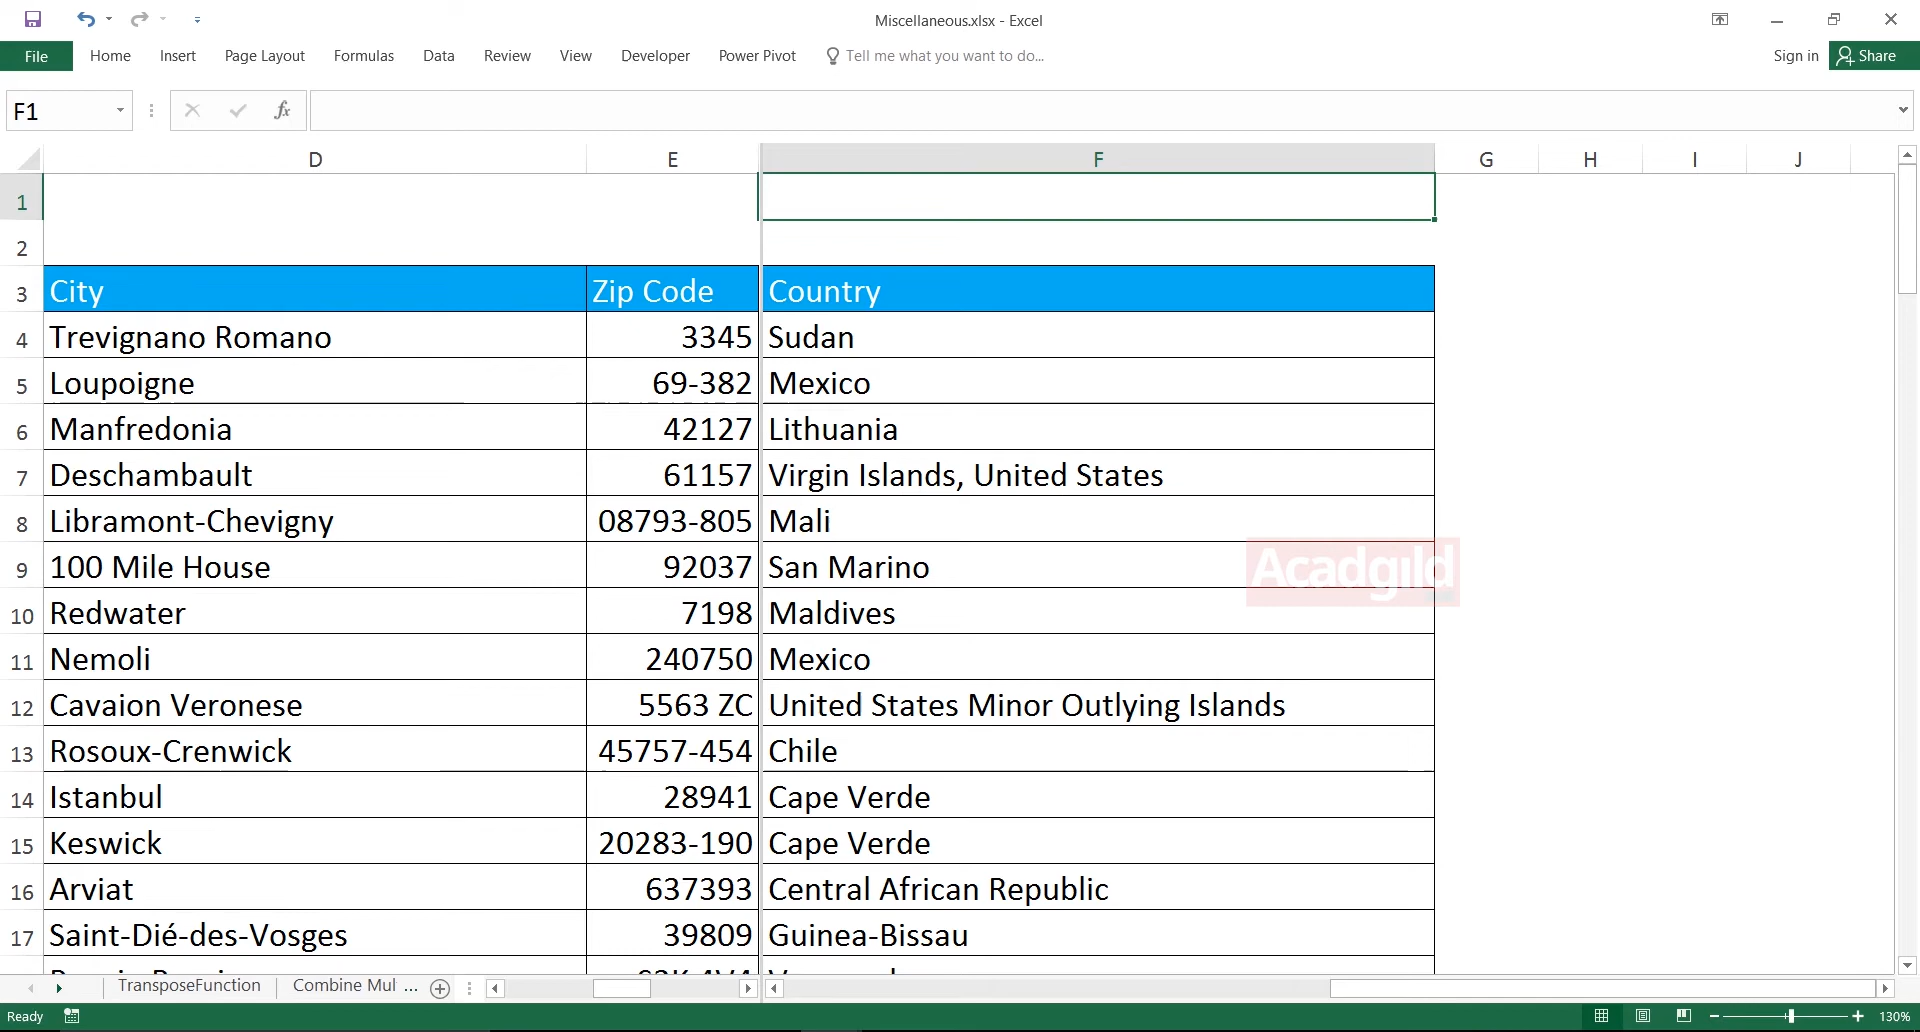 Miscellaneous.xlsx - Excel
File Home Insert Page Layout Formulas Data Review View Developer Power Pivot Tell me what you want to do... Sign in Share
F1 fx
D E F G H I J
1
2
3 City Zip Code Country
4 Trevignano Romano 3345 Sudan
5 Loupoigne 69-382 Mexico
6 Manfredonia 42127 Lithuania
7 Deschambault 61157 Virgin Islands, United States
8 Libramont-Chevigny 08793-805 Mali
9 100 Mile House 92037 San Marino
Acadgild
10 Redwater 7198 Maldives
11 Nemoli 240750 Mexico
12 Cavaion Veronese 5563 ZC United States Minor Outlying Islands
13 Rosoux-Crenwick 45757-454 Chile
14 Istanbul 28941 Cape Verde
15 Keswick 20283-190 Cape Verde
16 Arviat 637393 Central African Republic
17 Saint-Dié-des-Vosges 39809 Guinea-Bissau
TransposeFunction Combine Mul ...
Ready 130%